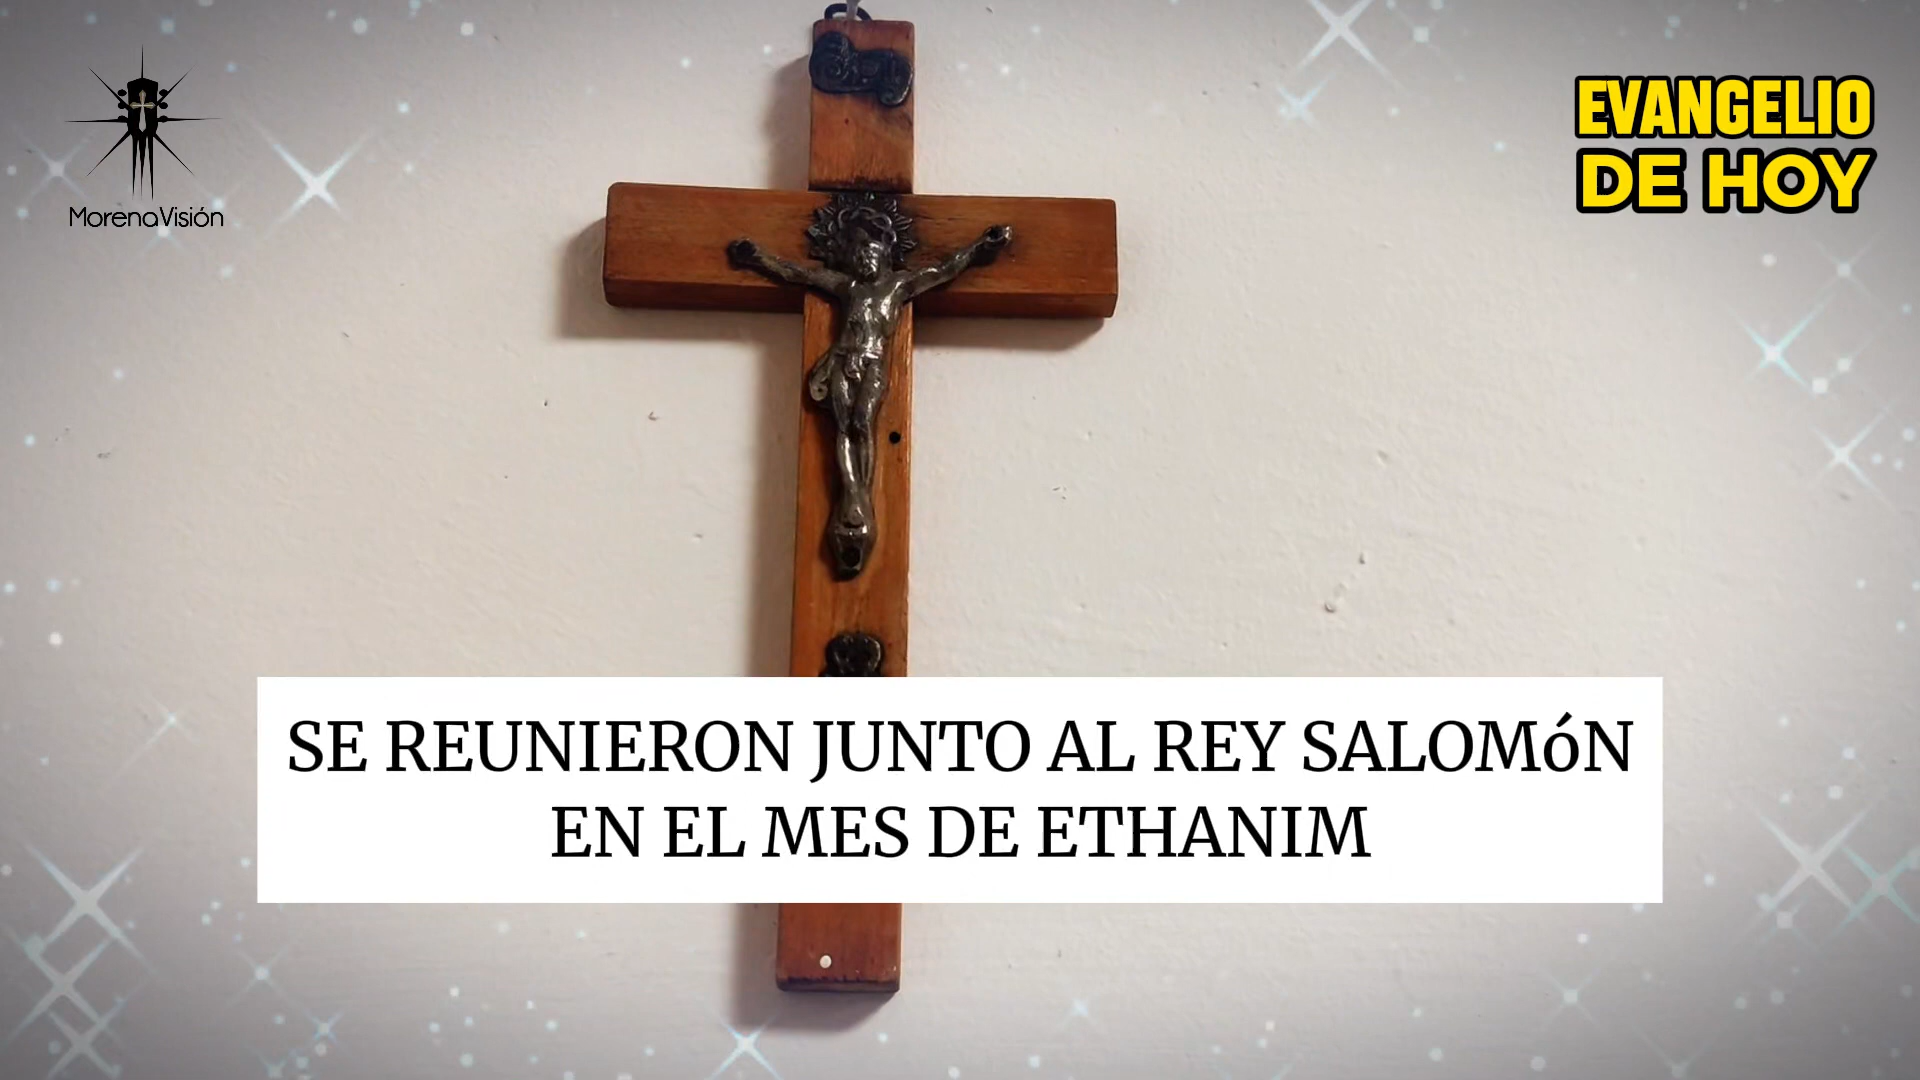 MorenaVisión
EVANGELIO
DE HOY
SE REUNIERON JUNTO AL REY SALOMóN
EN EL MES DE ETHANIM